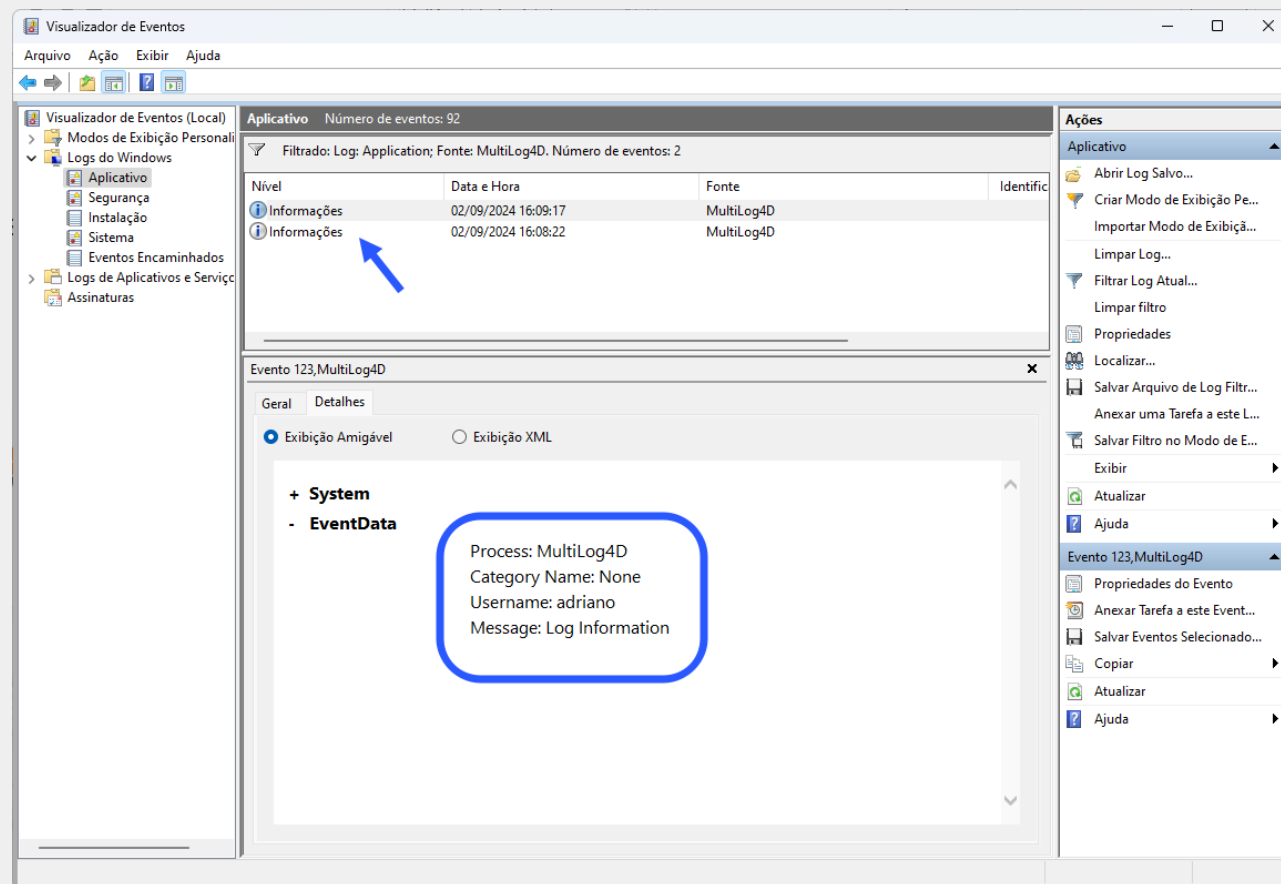 Visualizador de Eventos
Arquivo Ação Exibir Ajuda
Visualizador de Eventos (Local)
Modos de Exibição Personali
Logs do Windows
Aplicativo
Segurança
Instalação
Sistema
Eventos Encaminhados
Logs de Aplicativos e Serviçc
Assinaturas
Aplicativo Número de eventos: 92
Filtrado: Log: Application; Fonte: MultiLog4D. Número de eventos: 2
Nível Data e Hora Fonte Identific
Informações 02/09/2024 16:09:17 MultiLog4D
Informações 02/09/2024 16:08:22 MultiLog4D
Evento 123,MultiLog4D
Geral Detalhes
Exibição Amigável Exibição XML
+ System
- EventData
Process: MultiLog4D
Category Name: None
Username: adriano
Message: Log Information
Ações
Aplicativo
Abrir Log Salvo...
Criar Modo de Exibição Pe...
Importar Modo de Exibiçã...
Limpar Log...
Filtrar Log Atual...
Limpar filtro
Propriedades
Localizar...
Salvar Arquivo de Log Filtr...
Anexar uma Tarefa a este L...
Salvar Filtro no Modo de E...
Exibir
Atualizar
Ajuda
Evento 123,MultiLog4D
Propriedades do Evento
Anexar Tarefa a este Event...
Salvar Eventos Selecionado...
Copiar
Atualizar
Ajuda